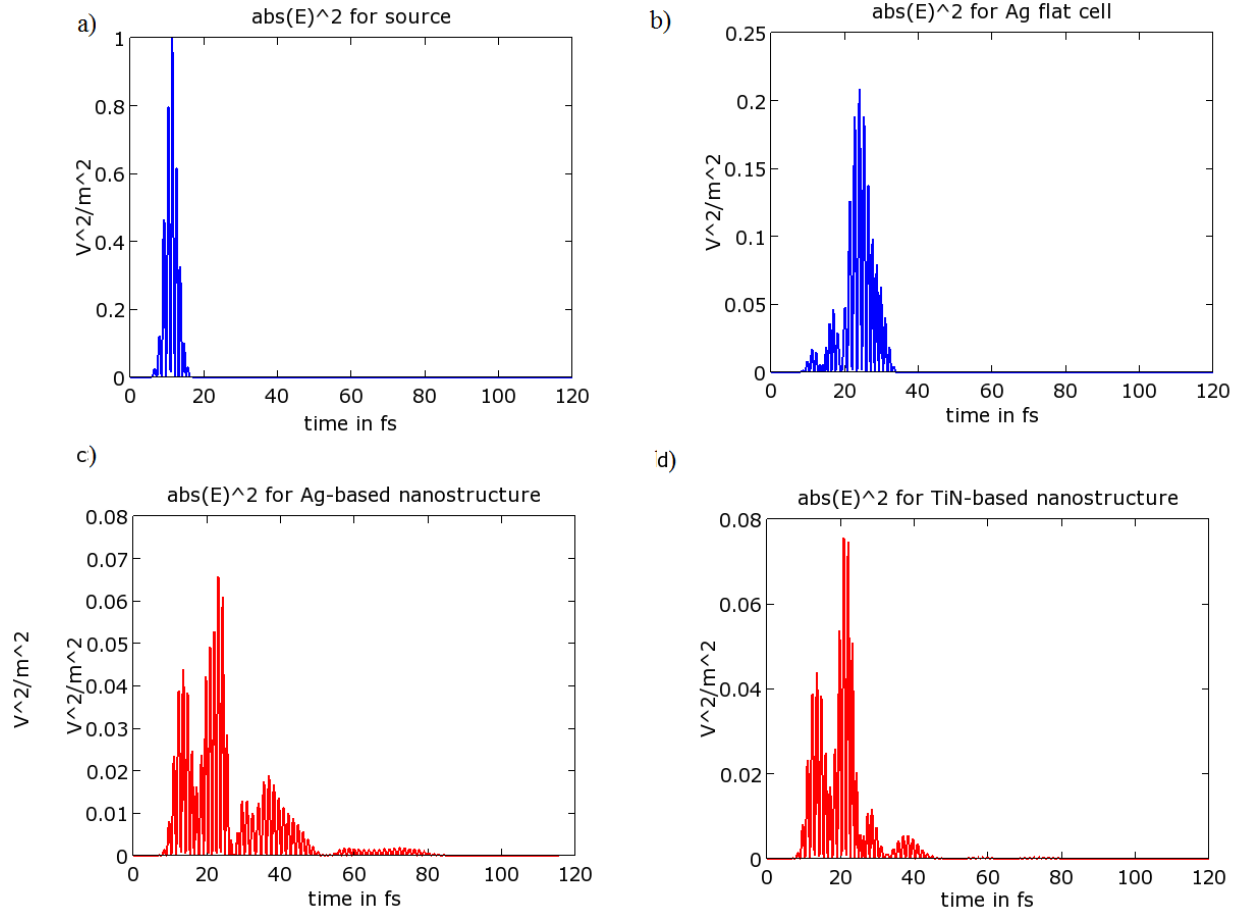 a)
abs(E)^2 for source
V^2/m^2
1
0.8
0.6
0.4
0.2
0
0 20 40 60 80 100 120
time in fs
b)
abs(E)^2 for Ag flat cell
V^2/m^2
0.25
0.2
0.15
0.1
0.05
0
0 20 40 60 80 100 120
time in fs
c)
abs(E)^2 for Ag-based nanostructure
V^2/m^2
V^2/m^2
0.08
0.07
0.06
0.05
0.04
0.03
0.02
0.01
0
0 20 40 60 80 100 120
time in fs
d)
abs(E)^2 for TiN-based nanostructure
V^2/m^2
0.08
0.06
0.04
0.02
0
0 20 40 60 80 100 120
time in fs